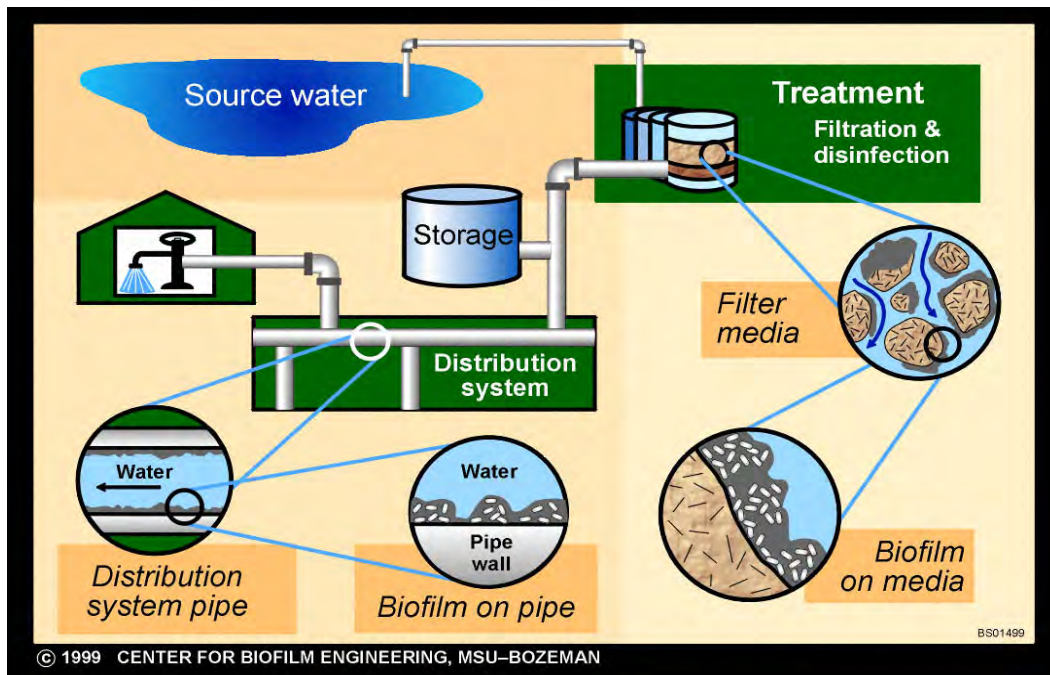 Source water
Treatment
Filtration &
disinfection
Storage
Filter
media
Distribution
system
Water
Water
Pipe
wall
Distribution
system pipe
Biofilm on pipe
Biofilm
on media
BS01499
© 1999 CENTER FOR BIOFILM ENGINEERING, MSU–BOZEMAN